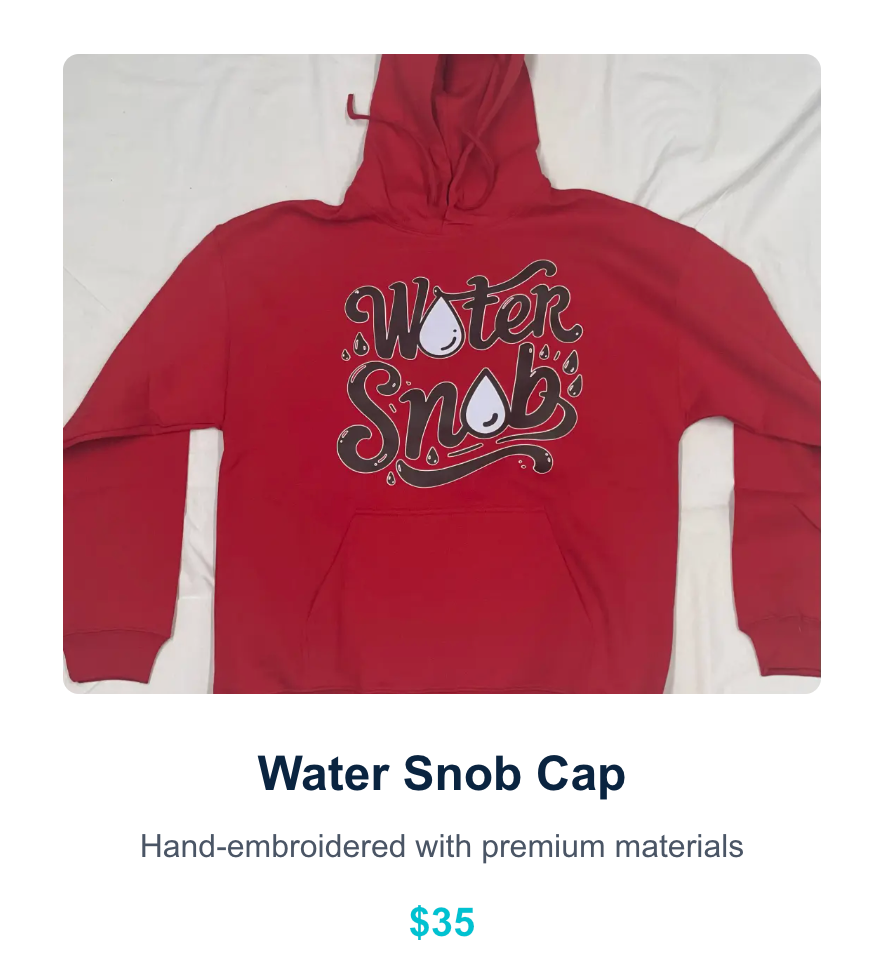 Water
Snob
Water Snob Cap
Hand-embroidered with premium materials
$35